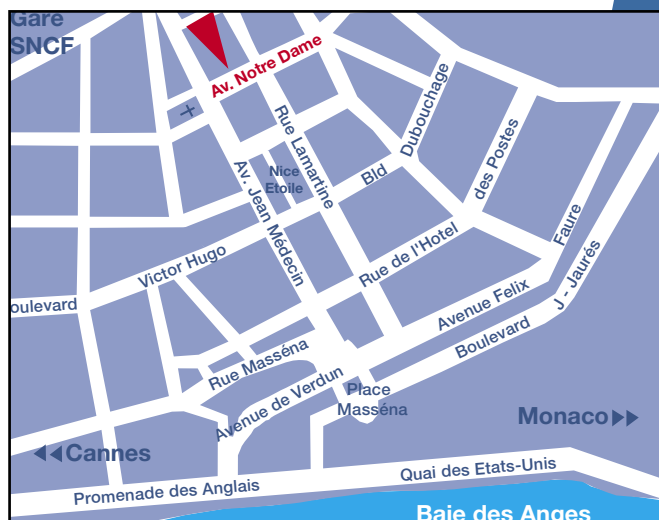 Gare
SNCF
Av. Notre Dame
Dubouchage
des Postes
Rue Lamartine
Nice
Etoile
Bld
Av. Jean Médecin
Faure
Victor Hugo
Rue de l'Hotel
oulevard
Avenue Felix
J - Jaurés
Boulevard
Rue Masséna
Avenue de Verdun
Place
Masséna
Monaco
Cannes
Quai des Etats-Unis
Promenade des Anglais
Baie des Anges